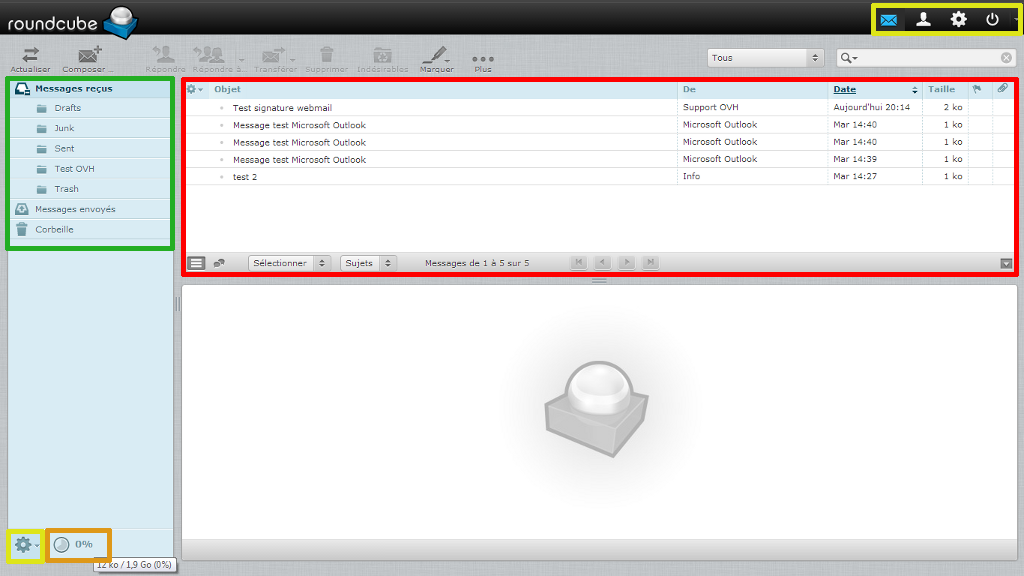 roundcube
Actualiser Composer ... Répondre Répondre à... Transférer Supprimer Indésirables Marquer Plus Tous
Messages reçus
Drafts
Junk
Sent
Test OVH
Trash
Messages envoyés
Corbeille
Objet De Date Taille
Test signature webmail Support OVH Aujourd'hui 20:14 2 ko
Message test Microsoft Outlook Microsoft Outlook Mar 14:40 1 ko
Message test Microsoft Outlook Microsoft Outlook Mar 14:40 1 ko
Message test Microsoft Outlook Microsoft Outlook Mar 14:39 1 ko
test 2 Info Mar 14:27 1 ko
Sélectionner Sujets Messages de 1 à 5 sur 5
0%
12 ko / 1,9 Go (0%)